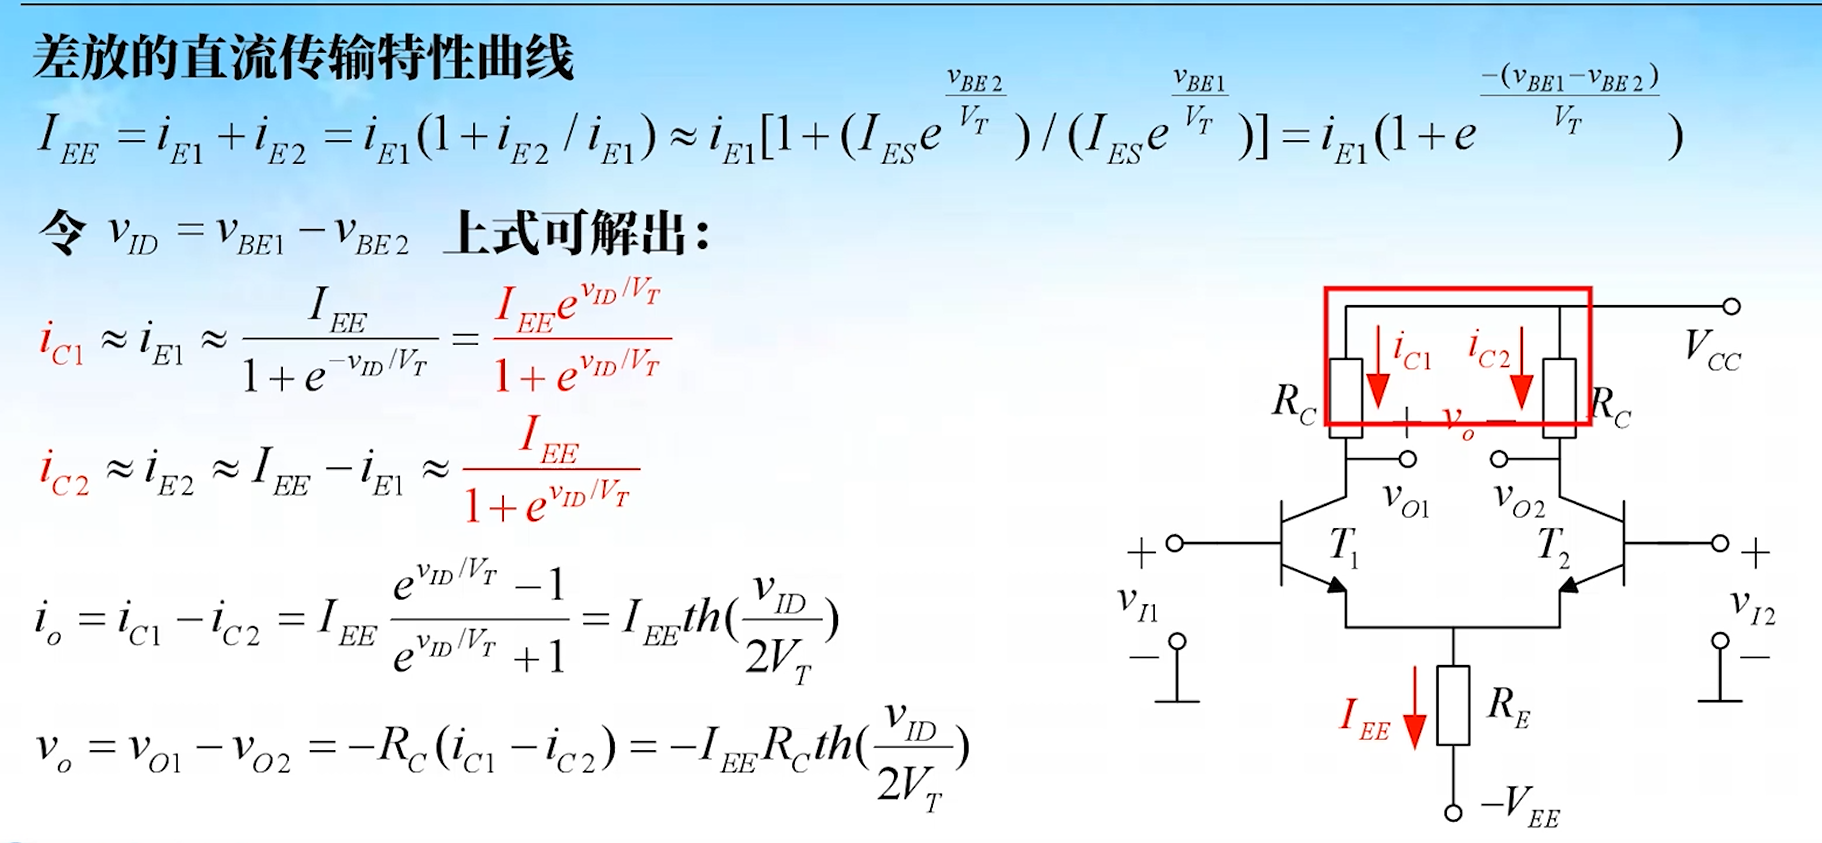 差放的直流传输特性曲线
I_{EE} = i_{E1} + i_{E2} = i_{E1}(1 + i_{E2} / i_{E1}) ≈ i_{E1}[1 + (I_{ES}e^{\frac{v_{BE2}}{V_T}}) / (I_{ES}e^{\frac{v_{BE1}}{V_T}})] = i_{E1}(1 + e^{\frac{-(v_{BE1} - v_{BE2})}{V_T}})
令 v_{ID} = v_{BE1} − v_{BE2} 上式可解出：
i_{C1} ≈ i_{E1} ≈ \frac{I_{EE}}{1 + e^{-v_{ID}/V_T}} = \frac{I_{EE}e^{v_{ID}/V_T}}{1 + e^{v_{ID}/V_T}}
i_{C2} ≈ i_{E2} ≈ I_{EE} − i_{E1} ≈ \frac{I_{EE}}{1 + e^{v_{ID}/V_T}}
i_o = i_{C1} − i_{C2} = I_{EE} \frac{e^{v_{ID}/V_T} − 1}{e^{v_{ID}/V_T} + 1} = I_{EE}th(\frac{v_{ID}}{2V_T})
v_o = v_{O1} − v_{O2} = −R_C(i_{C1} − i_{C2}) = −I_{EE}R_Cth(\frac{v_{ID}}{2V_T})
i_{C1} i_{C2} V_{CC}
R_C + v_o − R_C
v_{O1} v_{O2}
+ T_1 T_2 +
v_{I1} v_{I2}
− −
I_{EE} R_E
−V_{EE}